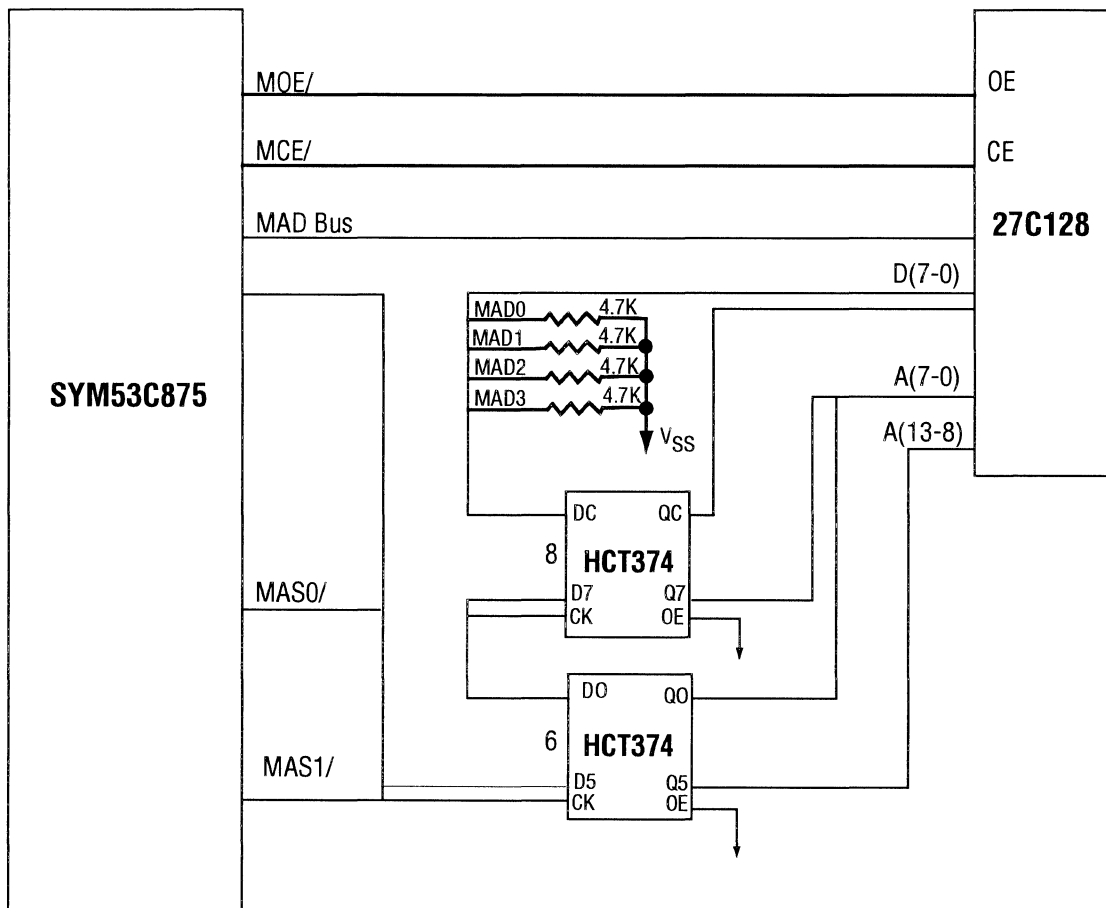 MOE/
OE
MCE/
CE
MAD Bus
27C128
D(7-0)
MAD0
4.7K
MAD1
4.7K
MAD2
4.7K
MAD3
4.7K
VSS
A(7-0)
A(13-8)
SYM53C875
DC
QC
8
HCT374
D7
Q7
CK
OE
MAS0/
DO
QO
6
HCT374
MAS1/
D5
Q5
CK
OE